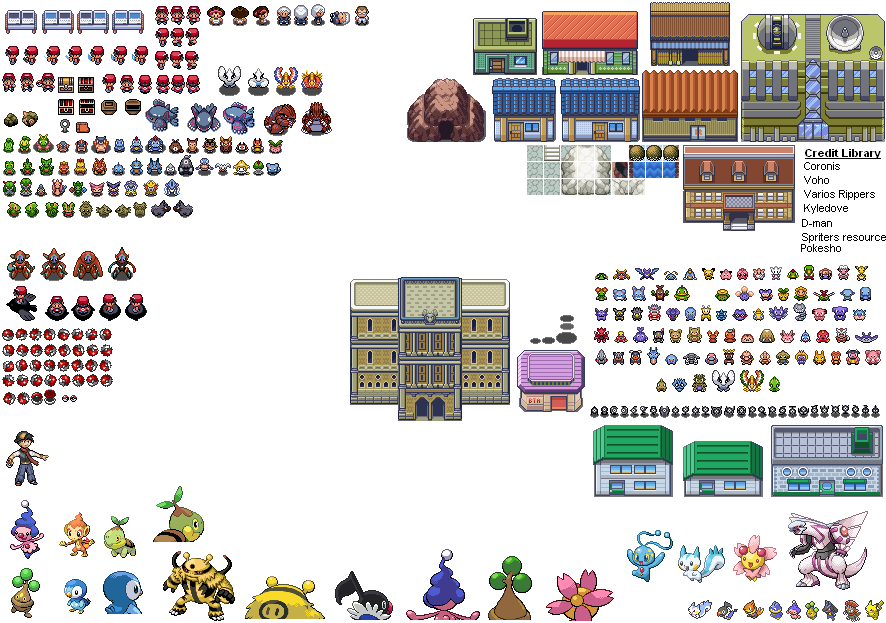 Credit Library
Coronis
Voho
Varios Rippers
Kyledove
D-man
Spriters resource
Pokesho